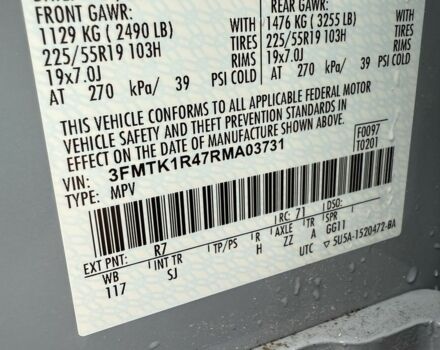 FRONT GAWR: REAR GAWR:
1129 KG ( 2490 LB) WITH 1476 KG ( 3255 LB) WITH
225/55R19 103H TIRES 225/55R19 103H TIRES
19x7.0J RIMS 19x7.0J RIMS
AT 270 kPa/ 39 PSI COLD AT 270 kPa/ 39 PSI COLD
THIS VEHICLE CONFORMS TO ALL APPLICABLE FEDERAL MOTOR
VEHICLE SAFETY AND THEFT PREVENTION STANDARDS IN
EFFECT ON THE DATE OF MANUFACTURE SHOWN ABOVE.
VIN: 3FMTK1R47RMA03731 F0097
TYPE: MPV T0201
EXT PNT: R7 RC: 71 DSO:
WB INT TR TP/PS R AXLE TR SPR
117 SJ H ZZ A GG11
UTC 5U5A-1520472-BA